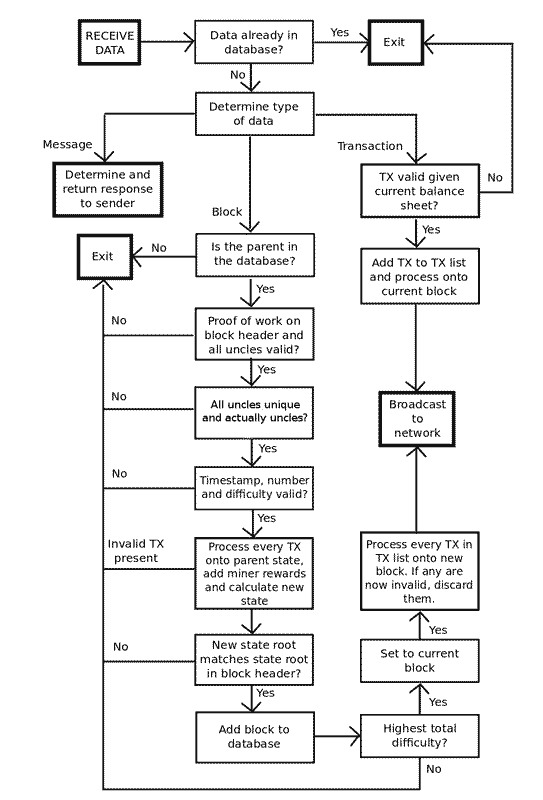 RECEIVE
DATA
Data already in
database?
Yes
Exit
No
Determine type
of data
Message
Determine and
return response
to sender
Transaction
TX valid given
current balance
sheet?
No
Yes
Add TX to TX list
and process onto
current block
Broadcast
to
network
Block
Is the parent in
the database?
No
Exit
Yes
Proof of work on
block header and
all uncles valid?
No
Yes
All uncles unique
and actually uncles?
No
Yes
Timestamp, number
and difficulty valid?
No
Yes
Process every TX
onto parent state,
add miner rewards
and calculate new
state
Invalid TX
present
New state root
matches state root
in block header?
No
Yes
Add block to
database
Highest total
difficulty?
No
Yes
Set to current
block
Yes
Process every TX in
TX list onto new
block. If any are
now invalid, discard
them.